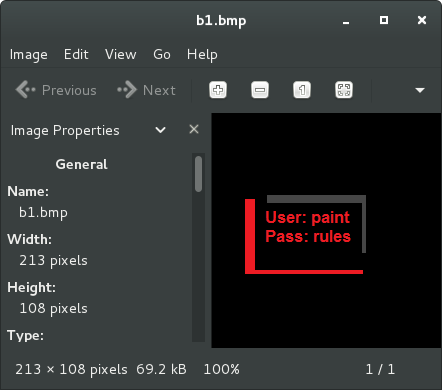 b1.bmp
Image Edit View Go Help
Previous Next
Image Properties
General
Name:
b1.bmp
Width:
213 pixels
Height:
108 pixels
Type:
User: paint
Pass: rules
213 × 108 pixels 69.2 kB 100% 1 / 1